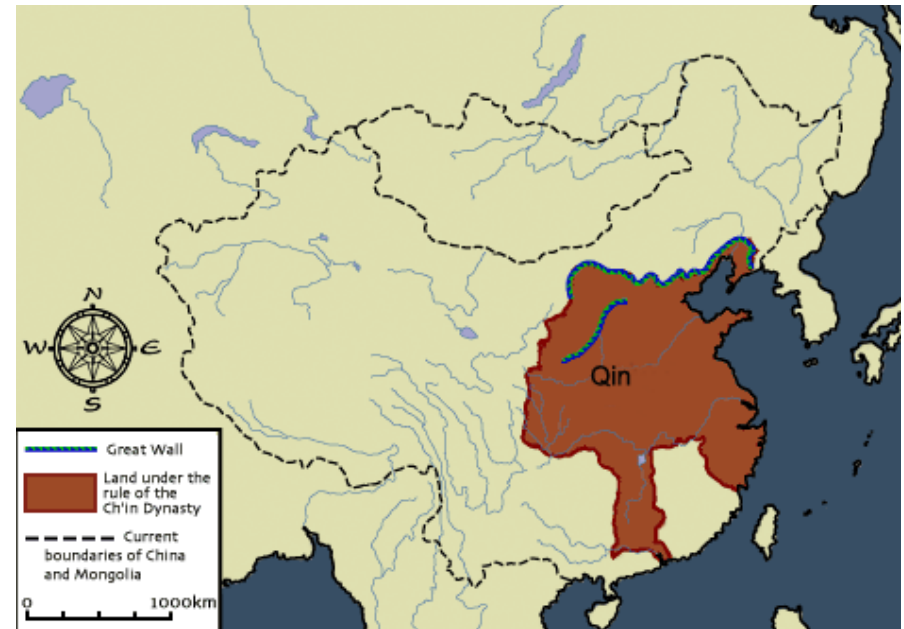 Qin
N
W
E
S
Great Wall
Land under the
rule of the
Ch'in Dynasty
Current
boundaries of China
and Mongolia
0
1000km